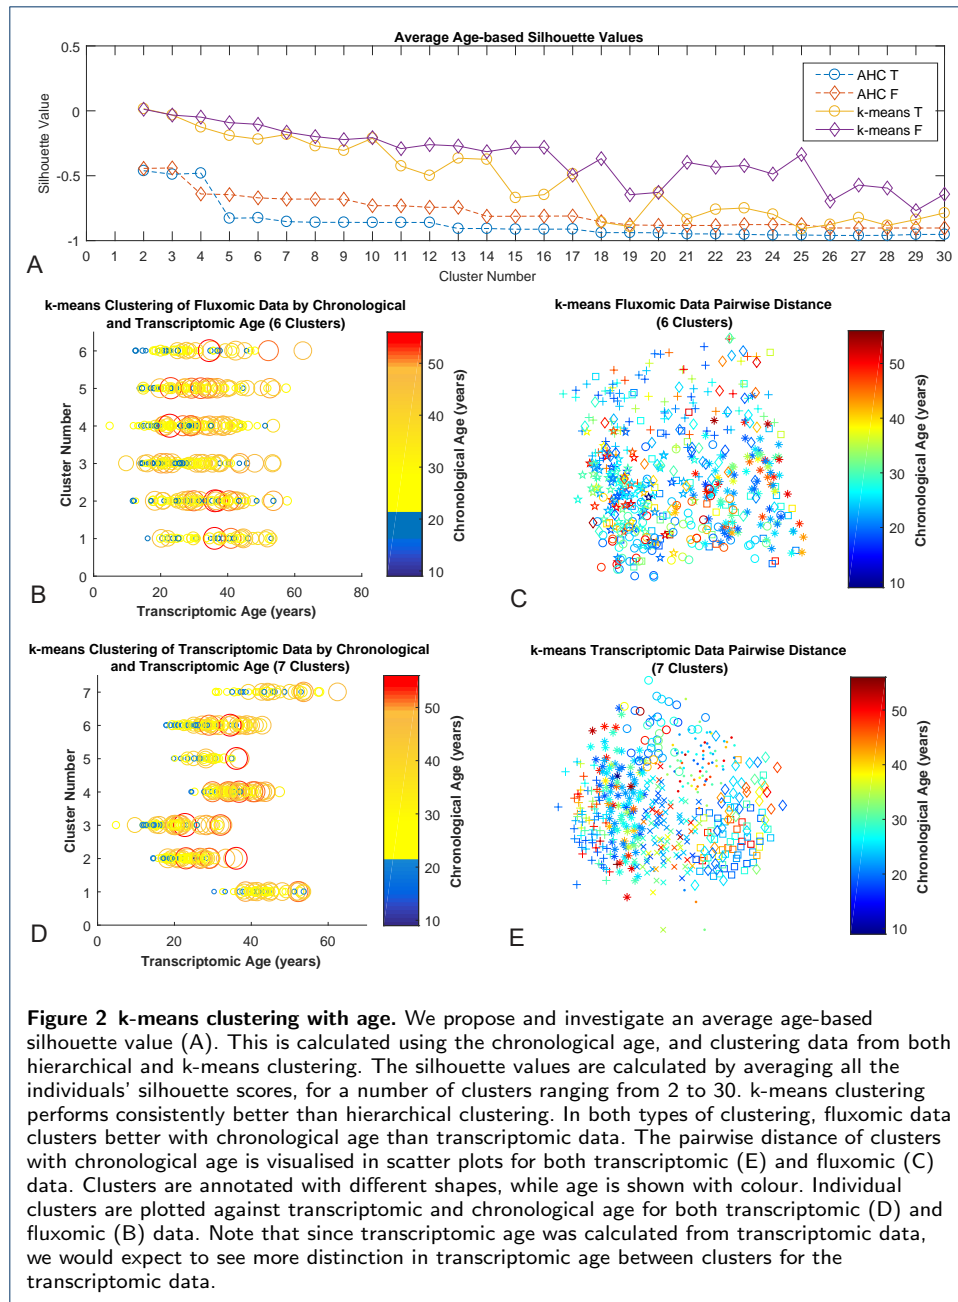 Average Age-based Silhouette Values
0.5
0
-0.5
-1
Silhouette Value
AHC T
AHC F
k-means T
k-means F
0 1 2 3 4 5 6 7 8 9 10 11 12 13 14 15 16 17 18 19 20 21 22 23 24 25 26 27 28 29 30
Cluster Number
A
k-means Clustering of Fluxomic Data by Chronological
and Transcriptomic Age (6 Clusters)
6
5
4
3
2
1
0
Cluster Number
0 20 40 60 80
Transcriptomic Age (years)
50
40
30
20
10
Chronological Age (years)
B
k-means Fluxomic Data Pairwise Distance
(6 Clusters)
50
40
30
20
10
Chronological Age (years)
C
k-means Clustering of Transcriptomic Data by Chronological
and Transcriptomic Age (7 Clusters)
7
6
5
4
3
2
1
0
Cluster Number
0 20 40 60
Transcriptomic Age (years)
50
40
30
20
10
Chronological Age (years)
D
k-means Transcriptomic Data Pairwise Distance
(7 Clusters)
50
40
30
20
10
Chronological Age (years)
E
Figure 2 k-means clustering with age. We propose and investigate an average age-based
silhouette value (A). This is calculated using the chronological age, and clustering data from both
hierarchical and k-means clustering. The silhouette values are calculated by averaging all the
individuals' silhouette scores, for a number of clusters ranging from 2 to 30. k-means clustering
performs consistently better than hierarchical clustering. In both types of clustering, fluxomic data
clusters better with chronological age than transcriptomic data. The pairwise distance of clusters
with chronological age is visualised in scatter plots for both transcriptomic (E) and fluxomic (C)
data. Clusters are annotated with different shapes, while age is shown with colour. Individual
clusters are plotted against transcriptomic and chronological age for both transcriptomic (D) and
fluxomic (B) data. Note that since transcriptomic age was calculated from transcriptomic data,
we would expect to see more distinction in transcriptomic age between clusters for the
transcriptomic data.